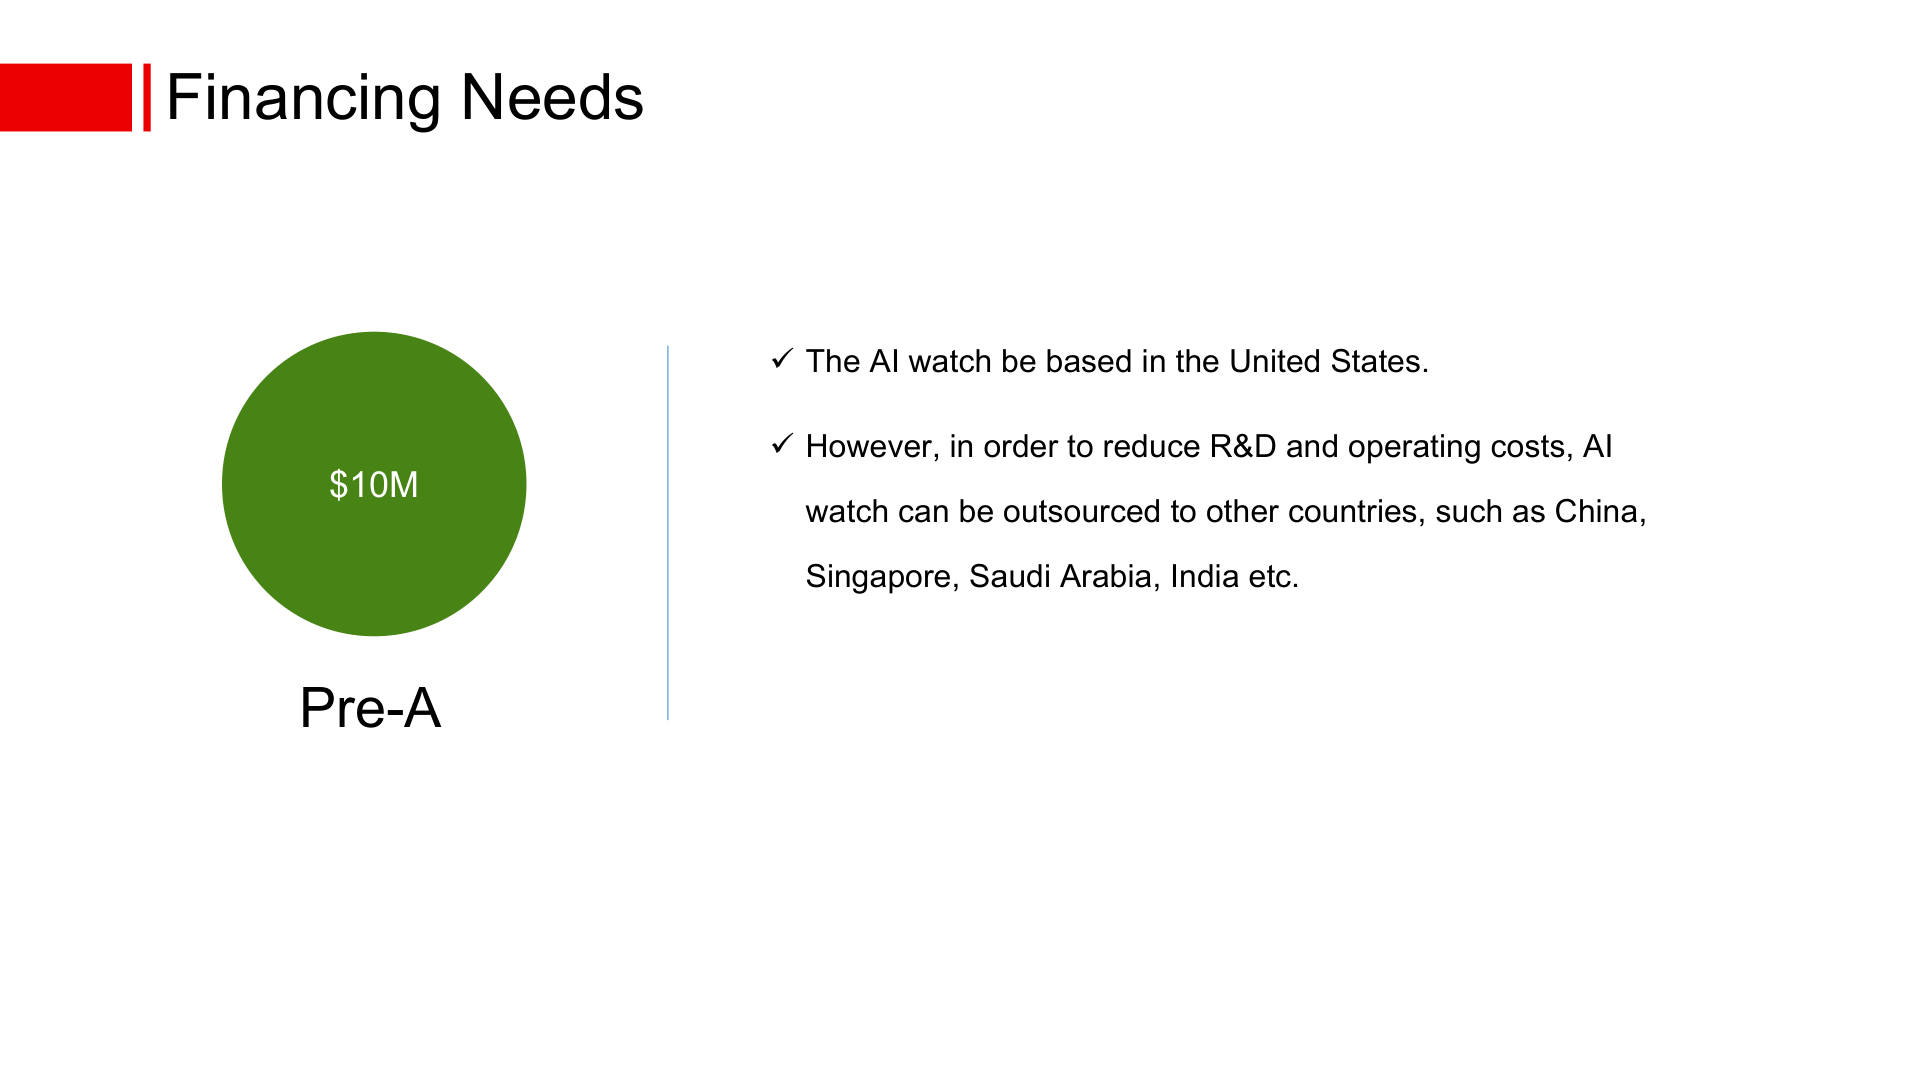 Financing Needs
$10M
Pre-A
✓ The AI watch be based in the United States.
✓ However, in order to reduce R&D and operating costs, AI
watch can be outsourced to other countries, such as China,
Singapore, Saudi Arabia, India etc.